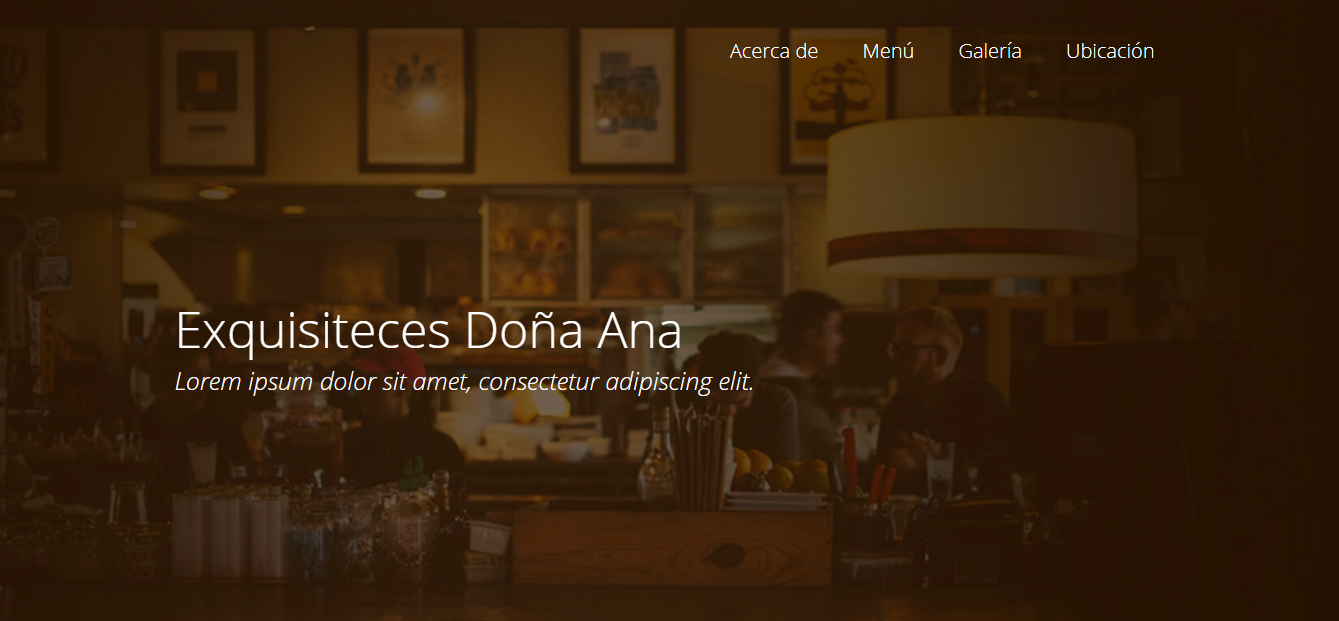 Acerca de Menú Galería Ubicación
Exquisiteces Doña Ana
Lorem ipsum dolor sit amet, consectetur adipiscing elit.